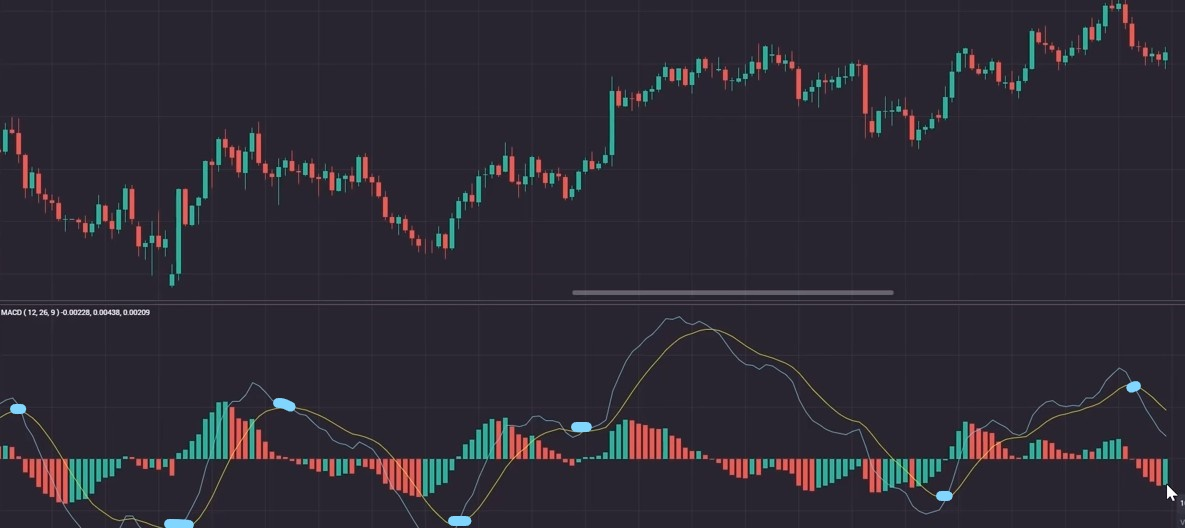 MACD ( 12, 26, 9 ) -0.00228, 0.00438, 0.00209